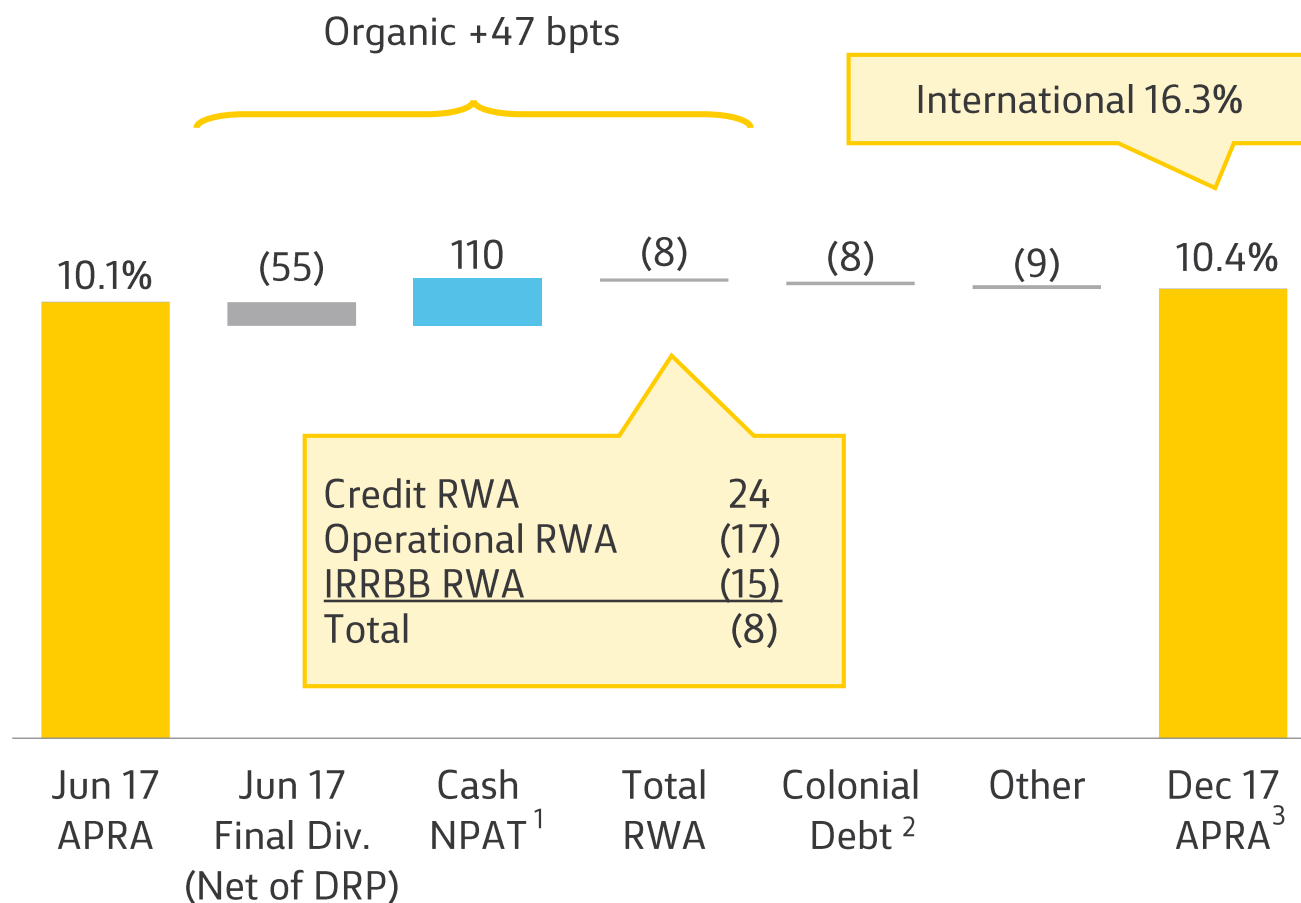 Organic +47 bpts
International 16.3%
10.1%
(55)
110
(8)
(8)
(9)
10.4%
Credit RWA 24
Operational RWA (17)
IRRBB RWA (15)
Total (8)
Jun 17
APRA
Jun 17
Final Div.
(Net of DRP)
Cash
NPAT 1
Total
RWA
Colonial
Debt 2
Other
Dec 17
APRA3